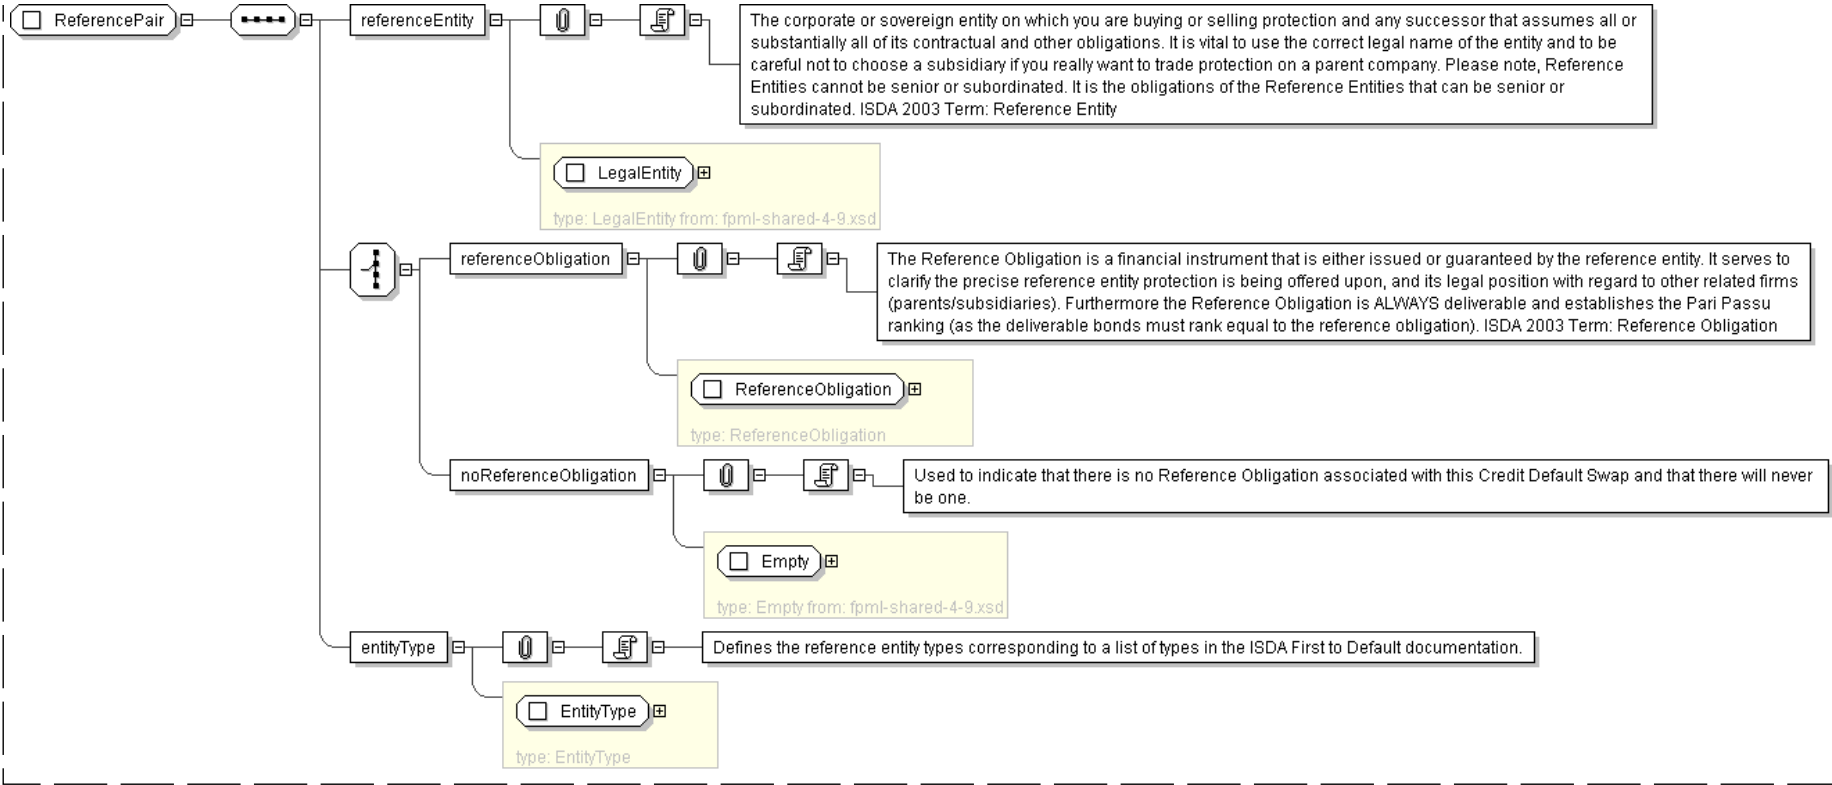 ReferencePair
referenceEntity
The corporate or sovereign entity on which you are buying or selling protection and any successor that assumes all or
substantially all of its contractual and other obligations. It is vital to use the correct legal name of the entity and to be
careful not to choose a subsidiary if you really want to trade protection on a parent company. Please note, Reference
Entities cannot be senior or subordinated. It is the obligations of the Reference Entities that can be senior or
subordinated. ISDA 2003 Term: Reference Entity
LegalEntity
type: LegalEntity from: fpml-shared-4-9.xsd
referenceObligation
The Reference Obligation is a financial instrument that is either issued or guaranteed by the reference entity. It serves to
clarify the precise reference entity protection is being offered upon, and its legal position with regard to other related firms
(parents/subsidiaries). Furthermore the Reference Obligation is ALWAYS deliverable and establishes the Pari Passu
ranking (as the deliverable bonds must rank equal to the reference obligation). ISDA 2003 Term: Reference Obligation
ReferenceObligation
type: ReferenceObligation
noReferenceObligation
Used to indicate that there is no Reference Obligation associated with this Credit Default Swap and that there will never
be one.
Empty
type: Empty from: fpml-shared-4-9.xsd
entityType
Defines the reference entity types corresponding to a list of types in the ISDA First to Default documentation.
EntityType
type: EntityType